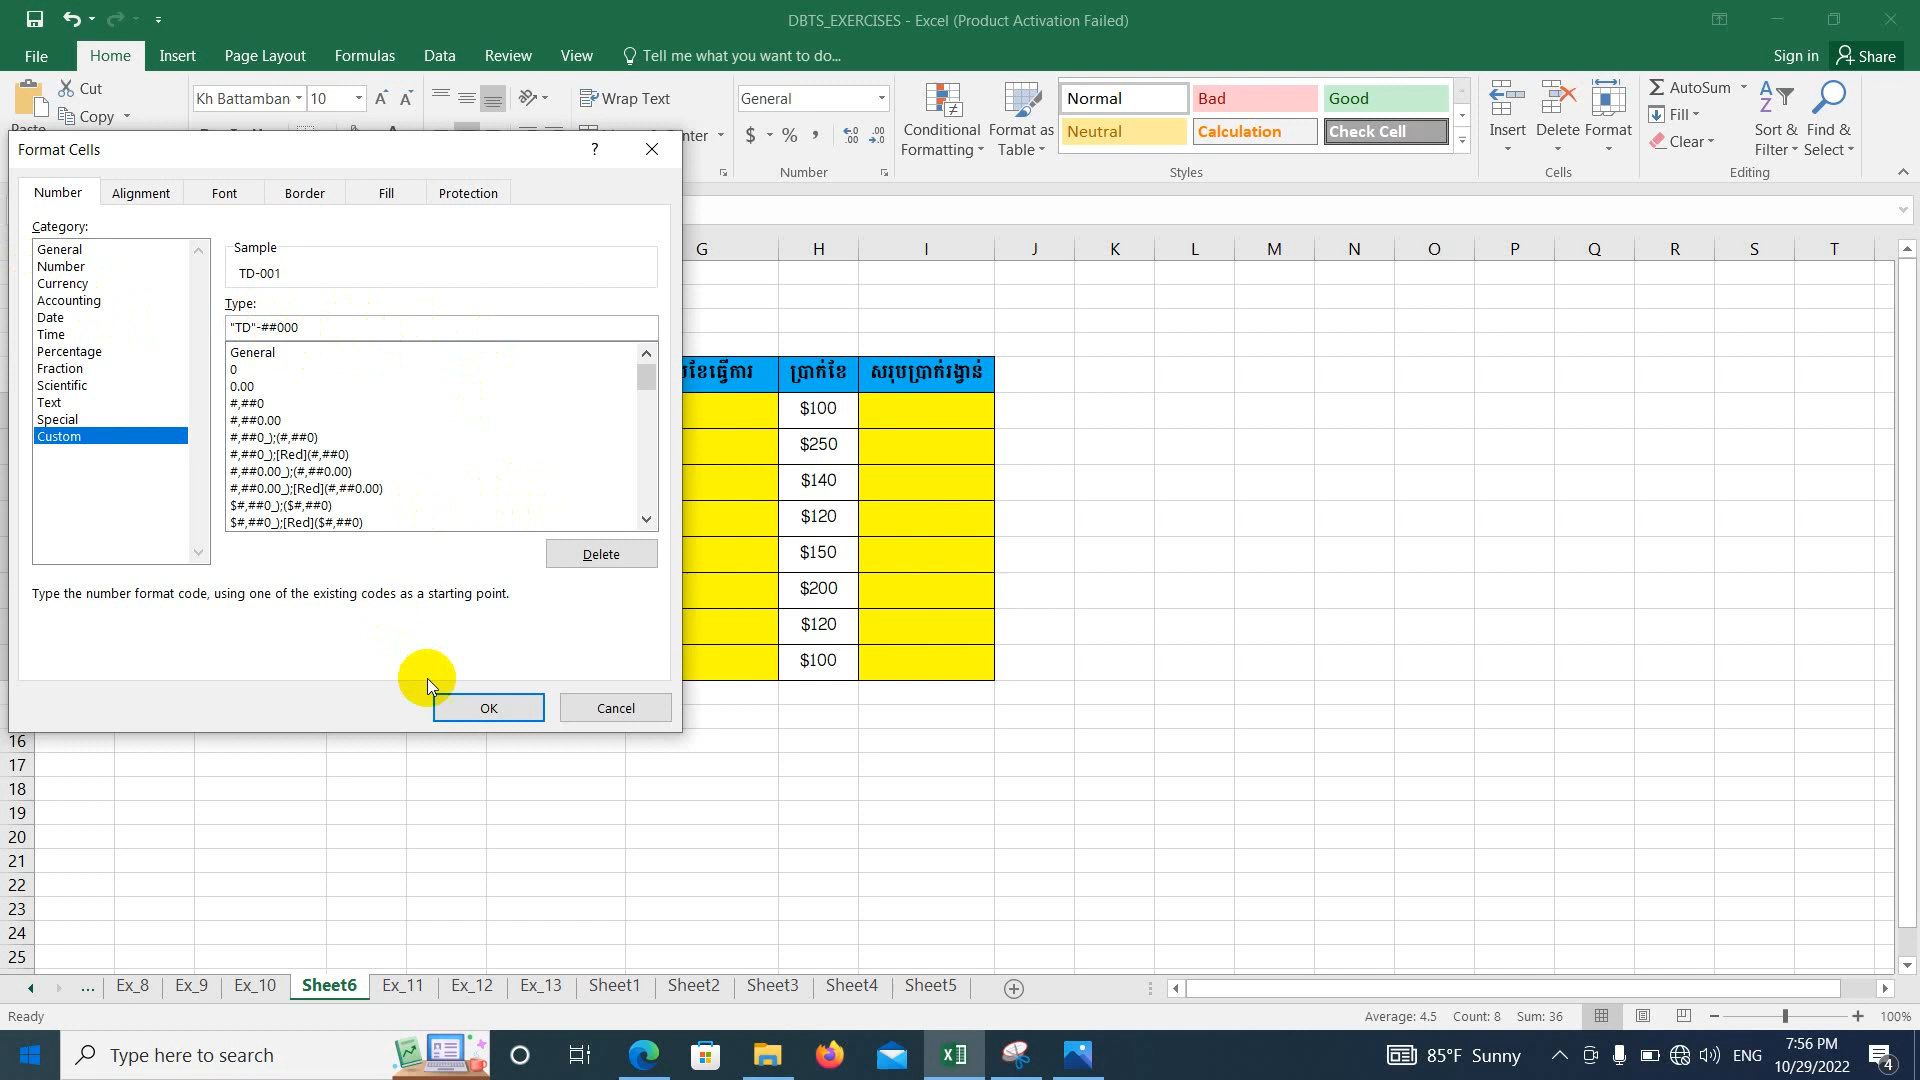 DBTS_EXERCISES - Excel (Product Activation Failed)
File Home Insert Page Layout Formulas Data Review View Tell me what you want to do... Sign in Share
Cut
Copy
Kh Battamban 10
Wrap Text
General
$ % ,
Number
Conditional Formatting
Format as Table
Normal Bad Good
Neutral Calculation Check Cell
Styles
Insert Delete Format
Cells
AutoSum
Fill
Clear
Sort & Filter
Find & Select
Editing
Format Cells
?
Number Alignment Font Border Fill Protection
Category:
General
Number
Currency
Accounting
Date
Time
Percentage
Fraction
Scientific
Text
Special
Custom
Sample
TD-001
Type:
"TD"-##000
General
0
0.00
#,##0
#,##0.00
#,##0_);(#,##0)
#,##0_);[Red](#,##0)
#,##0.00_);(#,##0.00)
#,##0.00_);[Red](#,##0.00)
$#,##0_);($#,##0)
$#,##0_);[Red]($#,##0)
Delete
Type the number format code, using one of the existing codes as a starting point.
OK Cancel
G H I J K L M N O P Q R S T
ខែធ្វើការ ប្រាក់ខែ សរុបប្រាក់រង្វាន់
$100
$250
$140
$120
$150
$200
$120
$100
16
17
18
19
20
21
22
23
24
25
... Ex_8 Ex_9 Ex_10 Sheet6 Ex_11 Ex_12 Ex_13 Sheet1 Sheet2 Sheet3 Sheet4 Sheet5
Ready Average: 4.5 Count: 8 Sum: 36 100%
Type here to search 85°F Sunny ENG 7:56 PM
10/29/2022 4